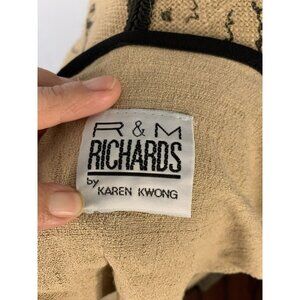 R & M
RICHARDS
by
KAREN KWONG